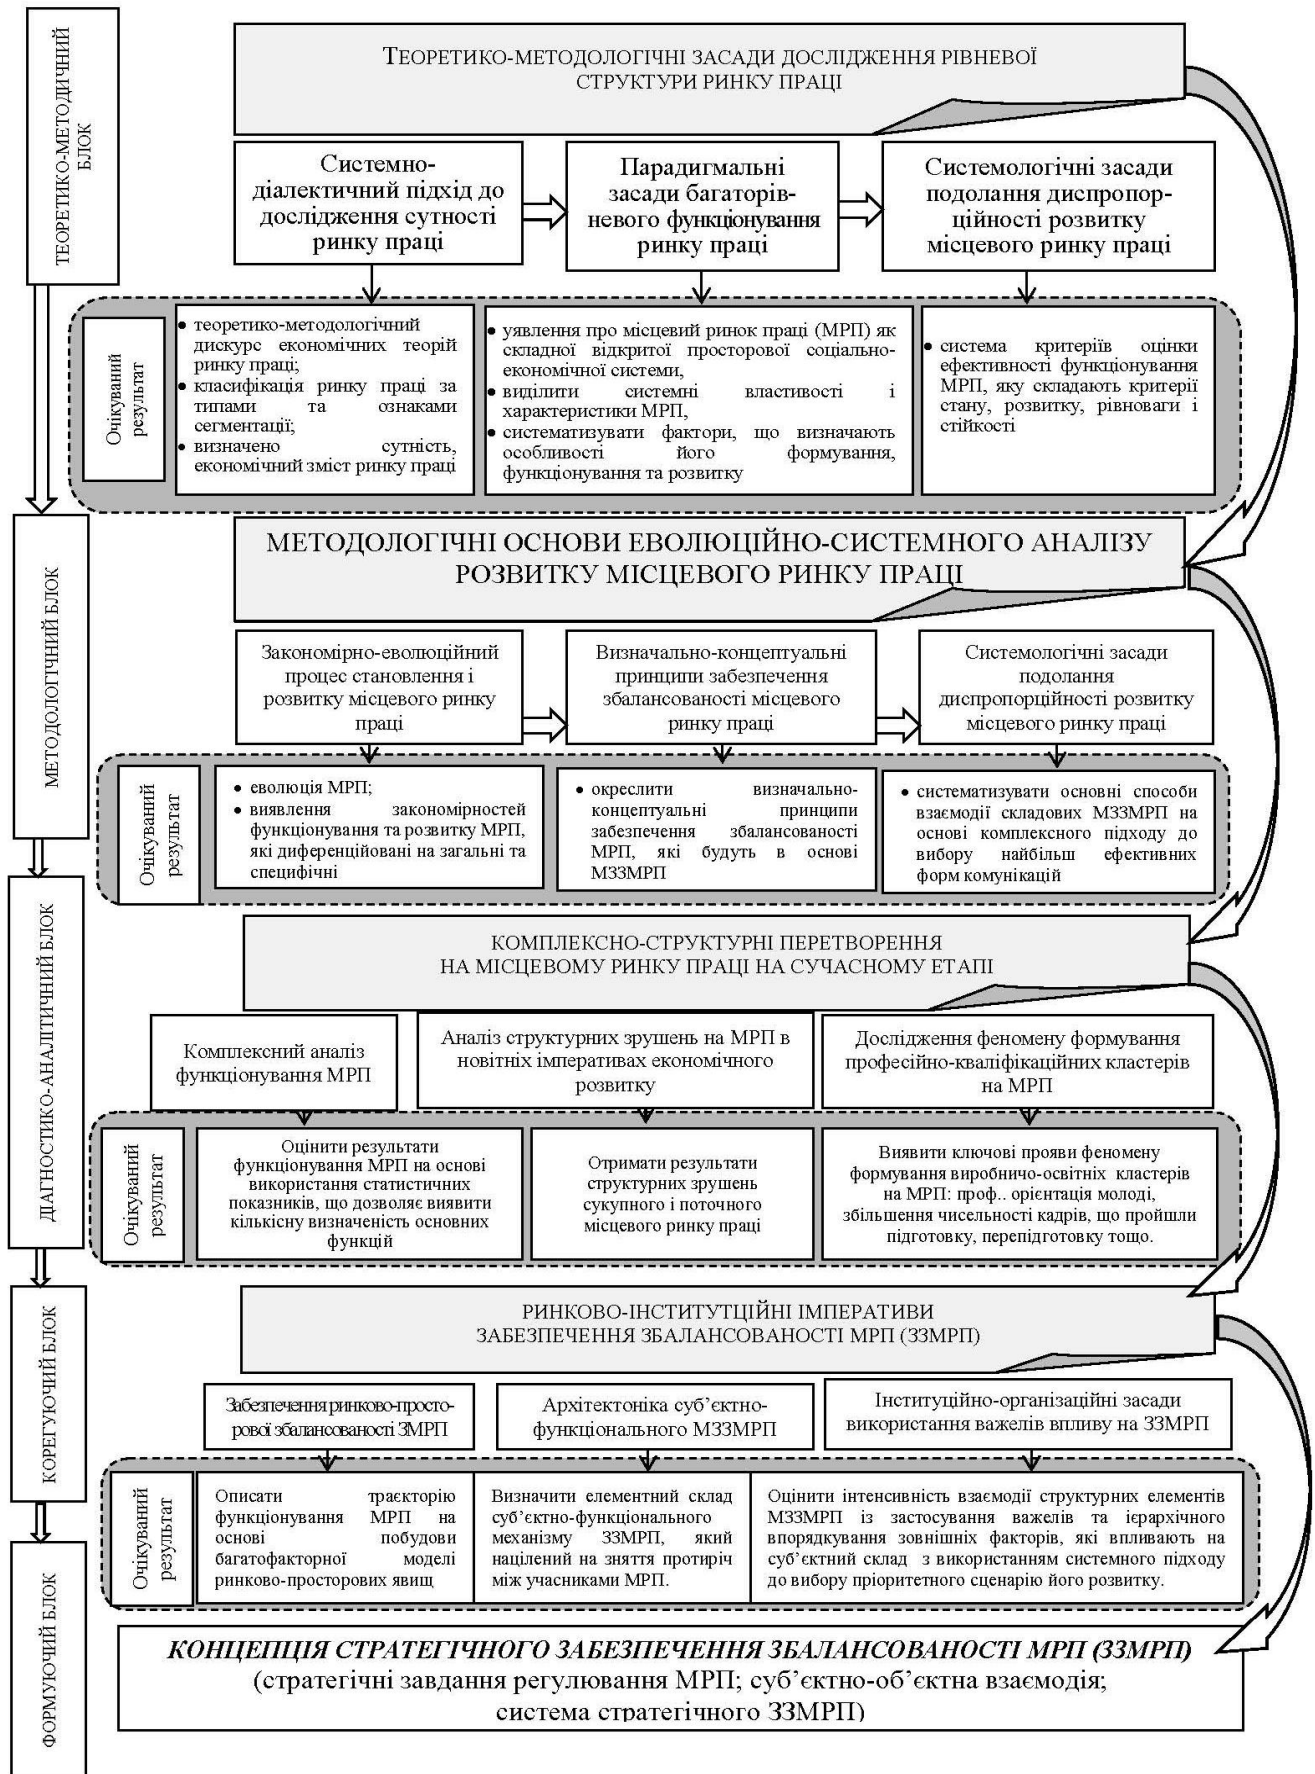 ТЕОРЕТИКО-МЕТОДИЧНИЙ
БЛОК
ТЕОРЕТИКО-МЕТОДОЛОГІЧНІ ЗАСАДИ ДОСЛІДЖЕННЯ РІВНЕВОЇ
СТРУКТУРИ РИНКУ ПРАЦІ
Системно-
діалектичний підхід до
дослідження сутності
ринку праці
Парадигмальні
засади багаторів-
невого функціонування
ринку праці
Системологічні засади
подолання диспропор-
ційності розвитку
місцевого ринку праці
Очікуваний
результат
• теоретико-методологічний
дискурс економічних теорій
ринку праці;
• класифікація ринку праці за
типами та ознаками
сегментації;
• визначено сутність,
економічний зміст ринку праці
• уявлення про місцевий ринок праці (МРП) як
складної відкритої просторової соціально-
економічної системи,
• виділити системні властивості і
характеристики МРП,
• систематизувати фактори, що визначають
особливості його формування,
функціонування та розвитку
• система критеріїв оцінки
ефективності функціонування
МРП, яку складають критерії
стану, розвитку, рівноваги і
стійкості
МЕТОДОЛОГІЧНИЙ БЛОК
МЕТОДОЛОГІЧНІ ОСНОВИ ЕВОЛЮЦІЙНО-СИСТЕМНОГО АНАЛІЗУ
РОЗВИТКУ МІСЦЕВОГО РИНКУ ПРАЦІ
Закономірно-еволюційний
процес становлення і
розвитку місцевого ринку
праці
Визначально-концептуальні
принципи забезпечення
збалансованості місцевого
ринку праці
Системологічні засади
подолання
диспропорційності розвитку
місцевого ринку праці
Очікуваний
результат
• еволюція МРП;
• виявлення закономірностей
функціонування та розвитку МРП,
які диференційовані на загальні та
специфічні
• окреслити визначально-
концептуальні принципи
забезпечення збалансованості
МРП, які будуть в основі
МЗЗМРП
• систематизувати основні способи
взаємодії складових МЗЗМРП на
основі комплексного підходу до
вибору найбільш ефективних
форм комунікацій
ДІАГНОСТИКО-АНАЛІТИЧНИЙ БЛОК
КОМПЛЕКСНО-СТРУКТУРНІ ПЕРЕТВОРЕННЯ
НА МІСЦЕВОМУ РИНКУ ПРАЦІ НА СУЧАСНОМУ ЕТАПІ
Комплексний аналіз
функціонування МРП
Аналіз структурних зрушень на МРП в
новітніх імперативах економічного
розвитку
Дослідження феномену формування
професійно-кваліфікаційних кластерів
на МРП
Очікуваний
результат
Оцінити результати
функціонування МРП на основі
використання статистичних
показників, що дозволяє виявити
кількісну визначеність основних
функцій
Отримати результати
структурних зрушень
сукупного і поточного
місцевого ринку праці
Виявити ключові прояви феномену
формування виробничо-освітніх кластерів
на МРП: проф.. орієнтація молоді,
збільшення чисельності кадрів, що пройшли
підготовку, перепідготовку тощо.
КОРЕГУЮЧИЙ БЛОК
РИНКОВО-ІНСТИТУТЦІЙНІ ІМПЕРАТИВИ
ЗАБЕЗПЕЧЕННЯ ЗБАЛАНСОВАНОСТІ МРП (ЗЗМРП)
Забезпечення ринково-просто-
рової збалансованості ЗМРП
Архітектоніка суб’єктно-
функціонального МЗЗМРП
Інституційно-організаційні засади
використання важелів впливу на ЗЗМРП
Очікуваний
результат
Описати траєкторію
функціонування МРП на
основі побудови
багатофакторної моделі
ринково-просторових явищ
Визначити елементний склад
суб’єктно-функціонального
механізму ЗЗМРП, який
націлений на зняття протиріч
між учасниками МРП.
Оцінити інтенсивність взаємодії структурних елементів
МЗЗМРП із застосування важелів та ієрархічного
впорядкування зовнішніх факторів, які впливають на
суб’єктний склад з використанням системного підходу
до вибору пріоритетного сценарію його розвитку.
ФОРМУЮЧИЙ БЛОК
КОНЦЕПЦІЯ СТРАТЕГІЧНОГО ЗАБЕЗПЕЧЕННЯ ЗБАЛАНСОВАНОСТІ МРП (ЗЗМРП)
(стратегічні завдання регулювання МРП; суб’єктно-об’єктна взаємодія;
система стратегічного ЗЗМРП)